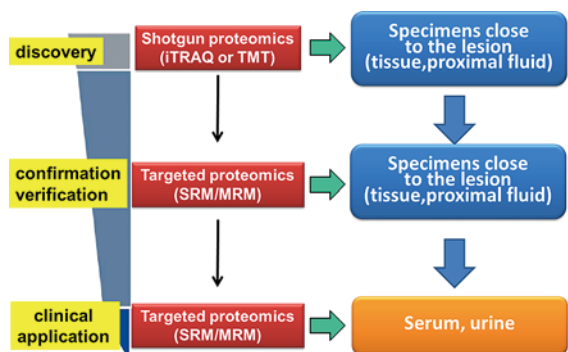 discovery
Shotgun proteomics
(iTRAQ or TMT)
Specimens close
to the lesion
(tissue,proximal fluid)
confirmation
verification
Targeted proteomics
(SRM/MRM)
Specimens close
to the lesion
(tissue,proximal fluid)
clinical
application
Targeted proteomics
(SRM/MRM)
Serum, urine